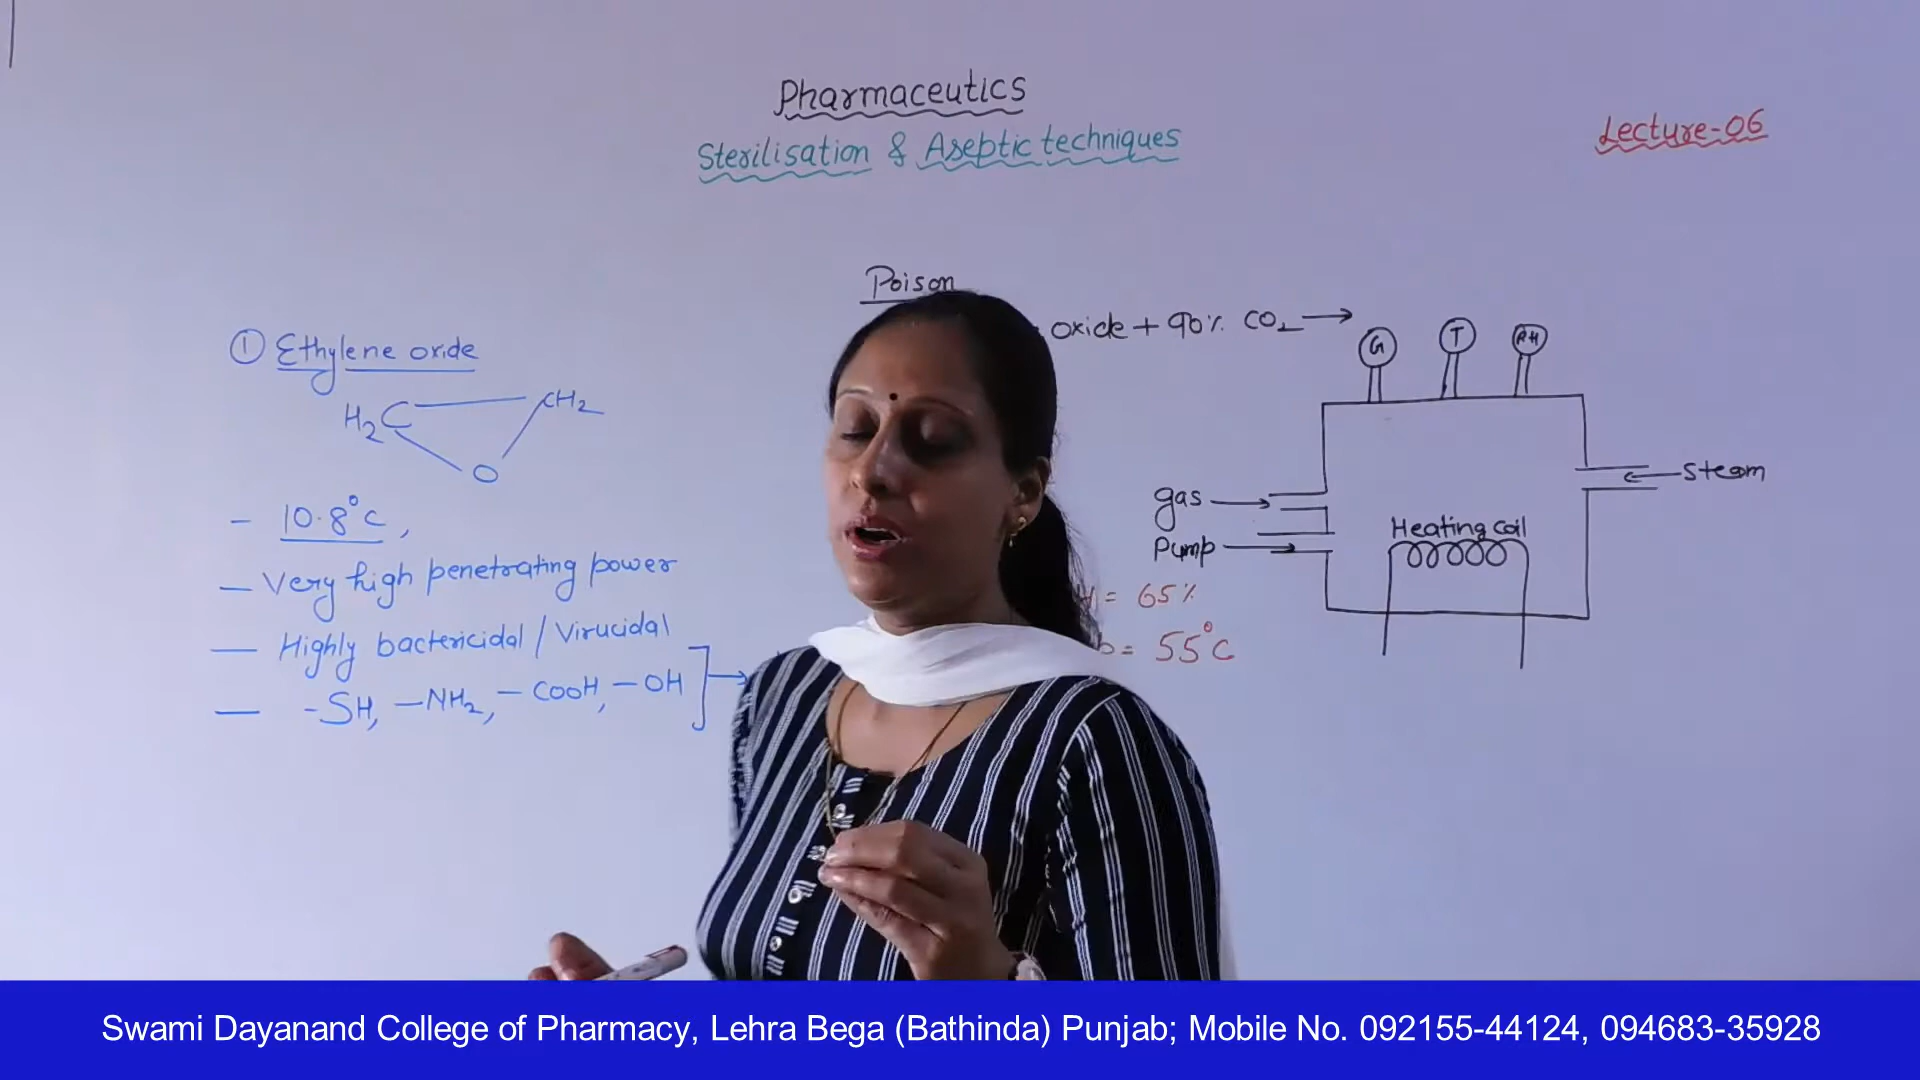 Pharmaceutics
Sterilisation & Aseptic techniques
Lecture-06
Poison
① Ethylene oxide
H₂C CH₂
O
- 10.8°C,
- Very high penetrating power
- Highly bactericidal / Virucidal
- -SH, -NH₂, -COOH, -OH
oxide + 90% CO₂ →
G T RH
gas →
Pump →
Steam
Heating coil
= 65%
= 55°C
Swami Dayanand College of Pharmacy, Lehra Bega (Bathinda) Punjab; Mobile No. 092155-44124, 094683-35928